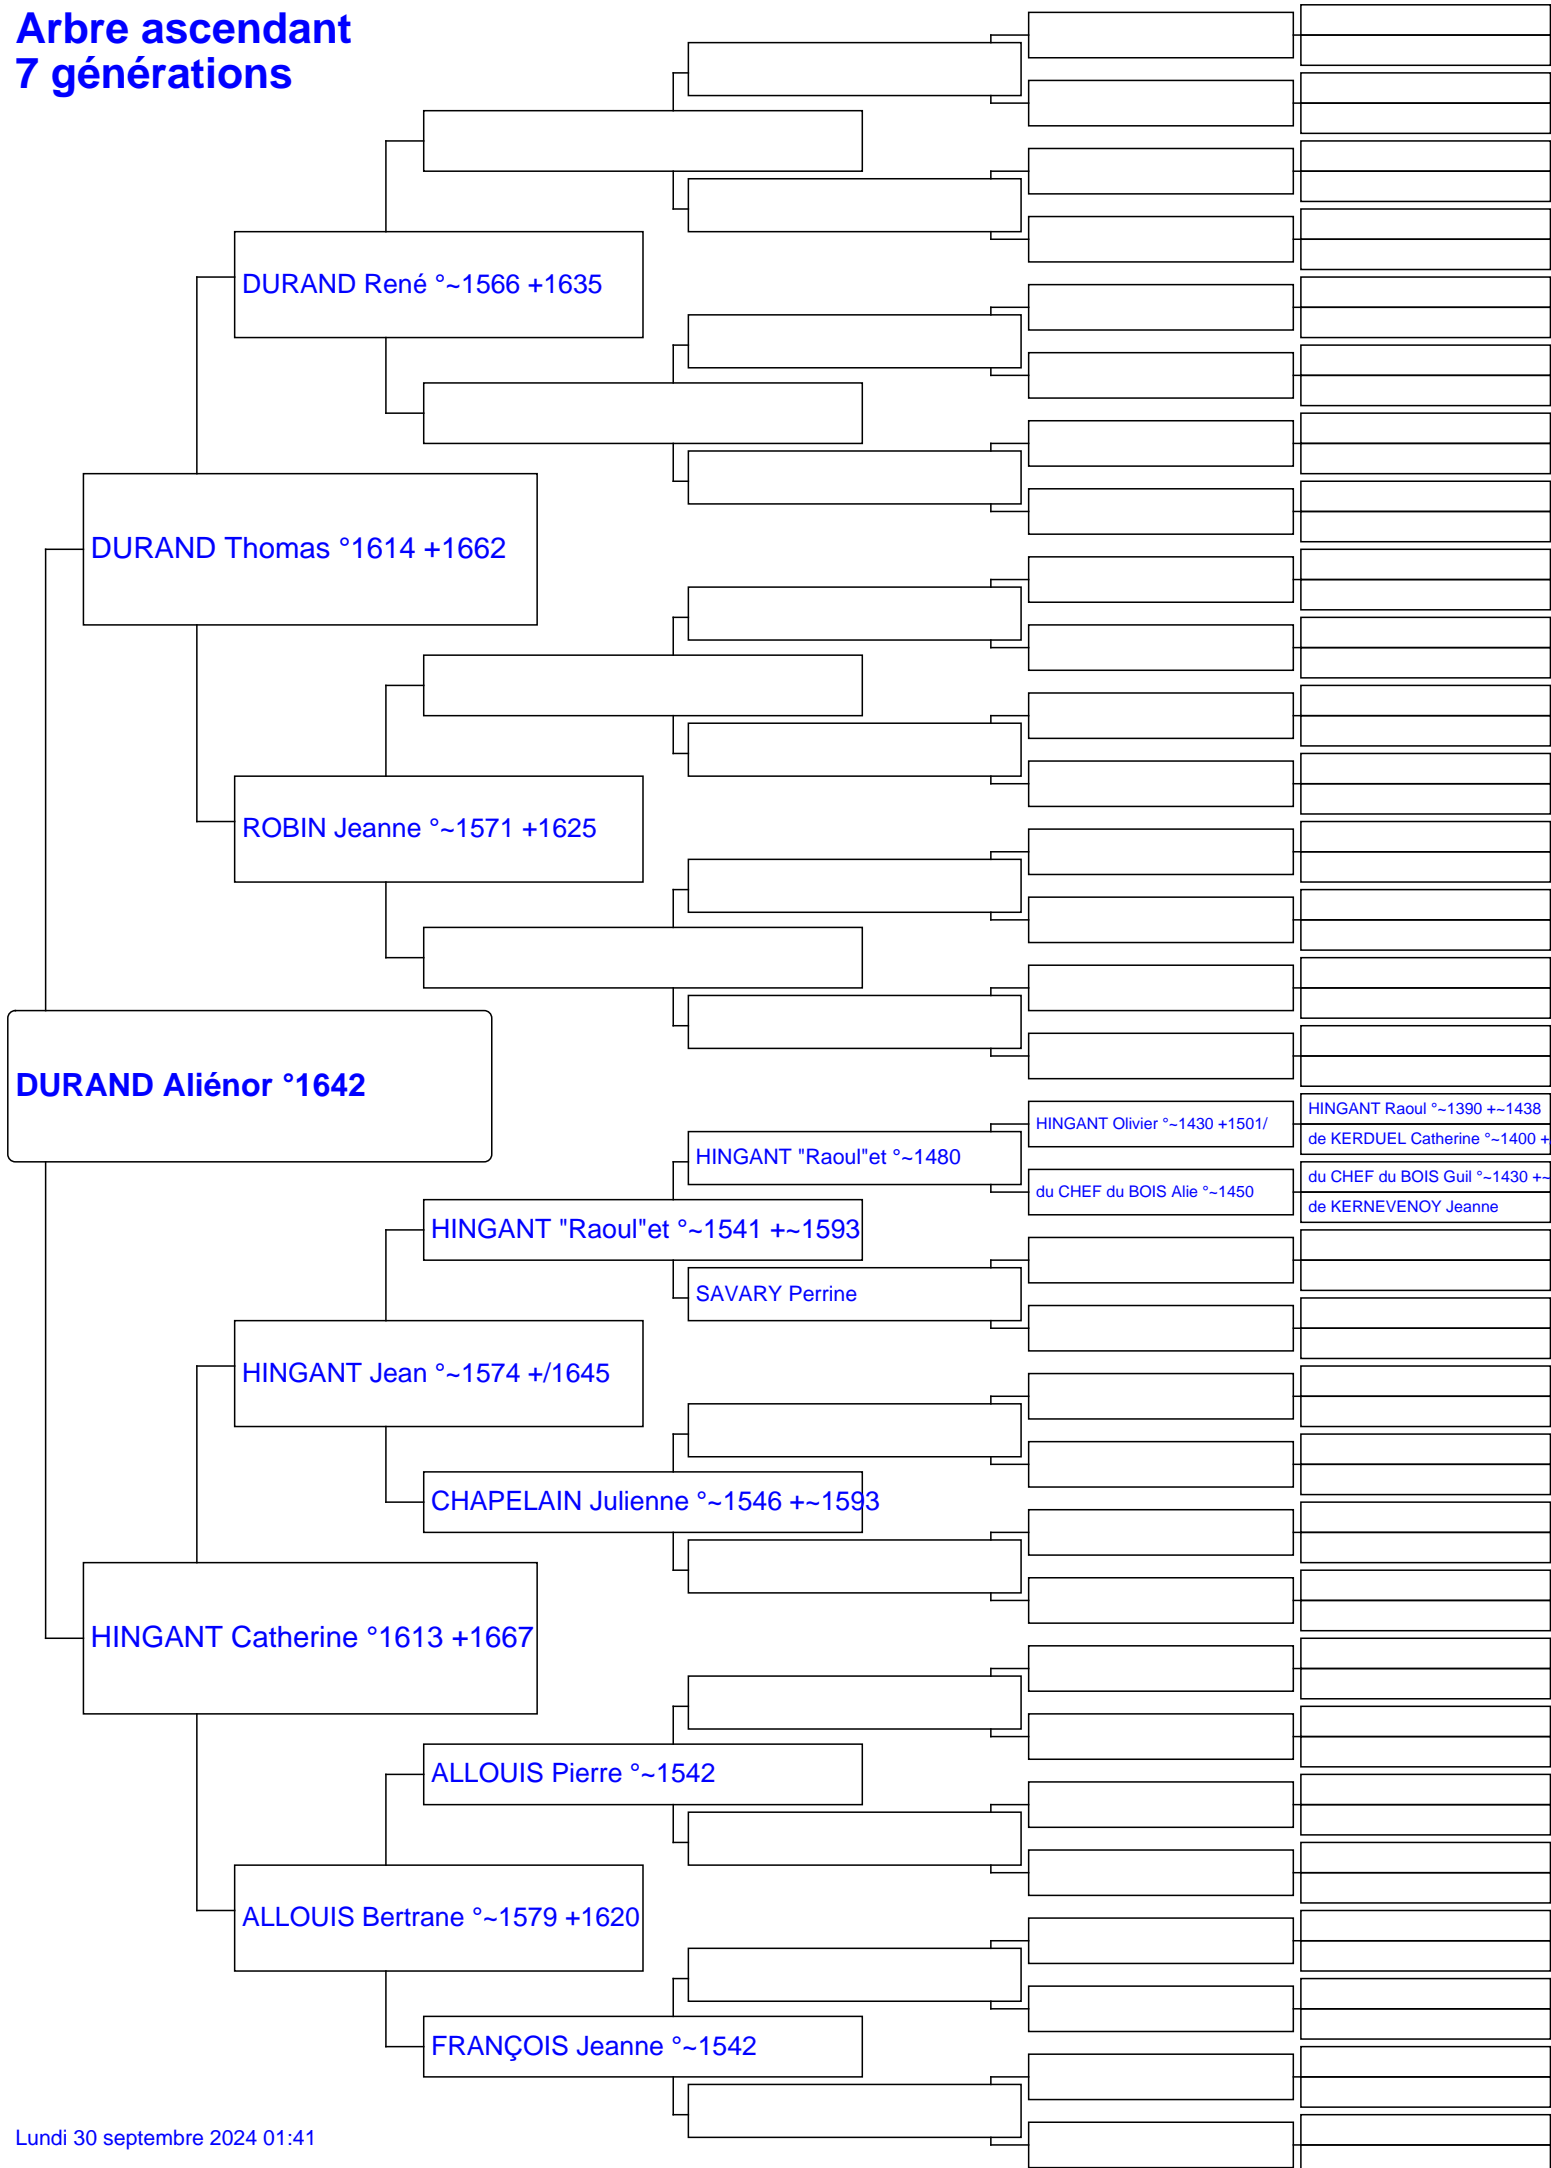 Arbre ascendant
7 générations
DURAND René °~1566 +1635
DURAND Thomas °1614 +1662
ROBIN Jeanne °~1571 +1625
DURAND Aliénor °1642
HINGANT Raoul °~1390 +~1438
HINGANT Olivier °~1430 +1501/
de KERDUEL Catherine °~1400 +
HINGANT "Raoul"et °~1480
du CHEF du BOIS Guil °~1430 +~
du CHEF du BOIS Alie °~1450
de KERNEVENOY Jeanne
HINGANT "Raoul"et °~1541 +~1593
SAVARY Perrine
HINGANT Jean °~1574 +/1645
CHAPELAIN Julienne °~1546 +~1593
HINGANT Catherine °1613 +1667
ALLOUIS Pierre °~1542
ALLOUIS Bertrane °~1579 +1620
FRANÇOIS Jeanne °~1542
Lundi 30 septembre 2024 01:41